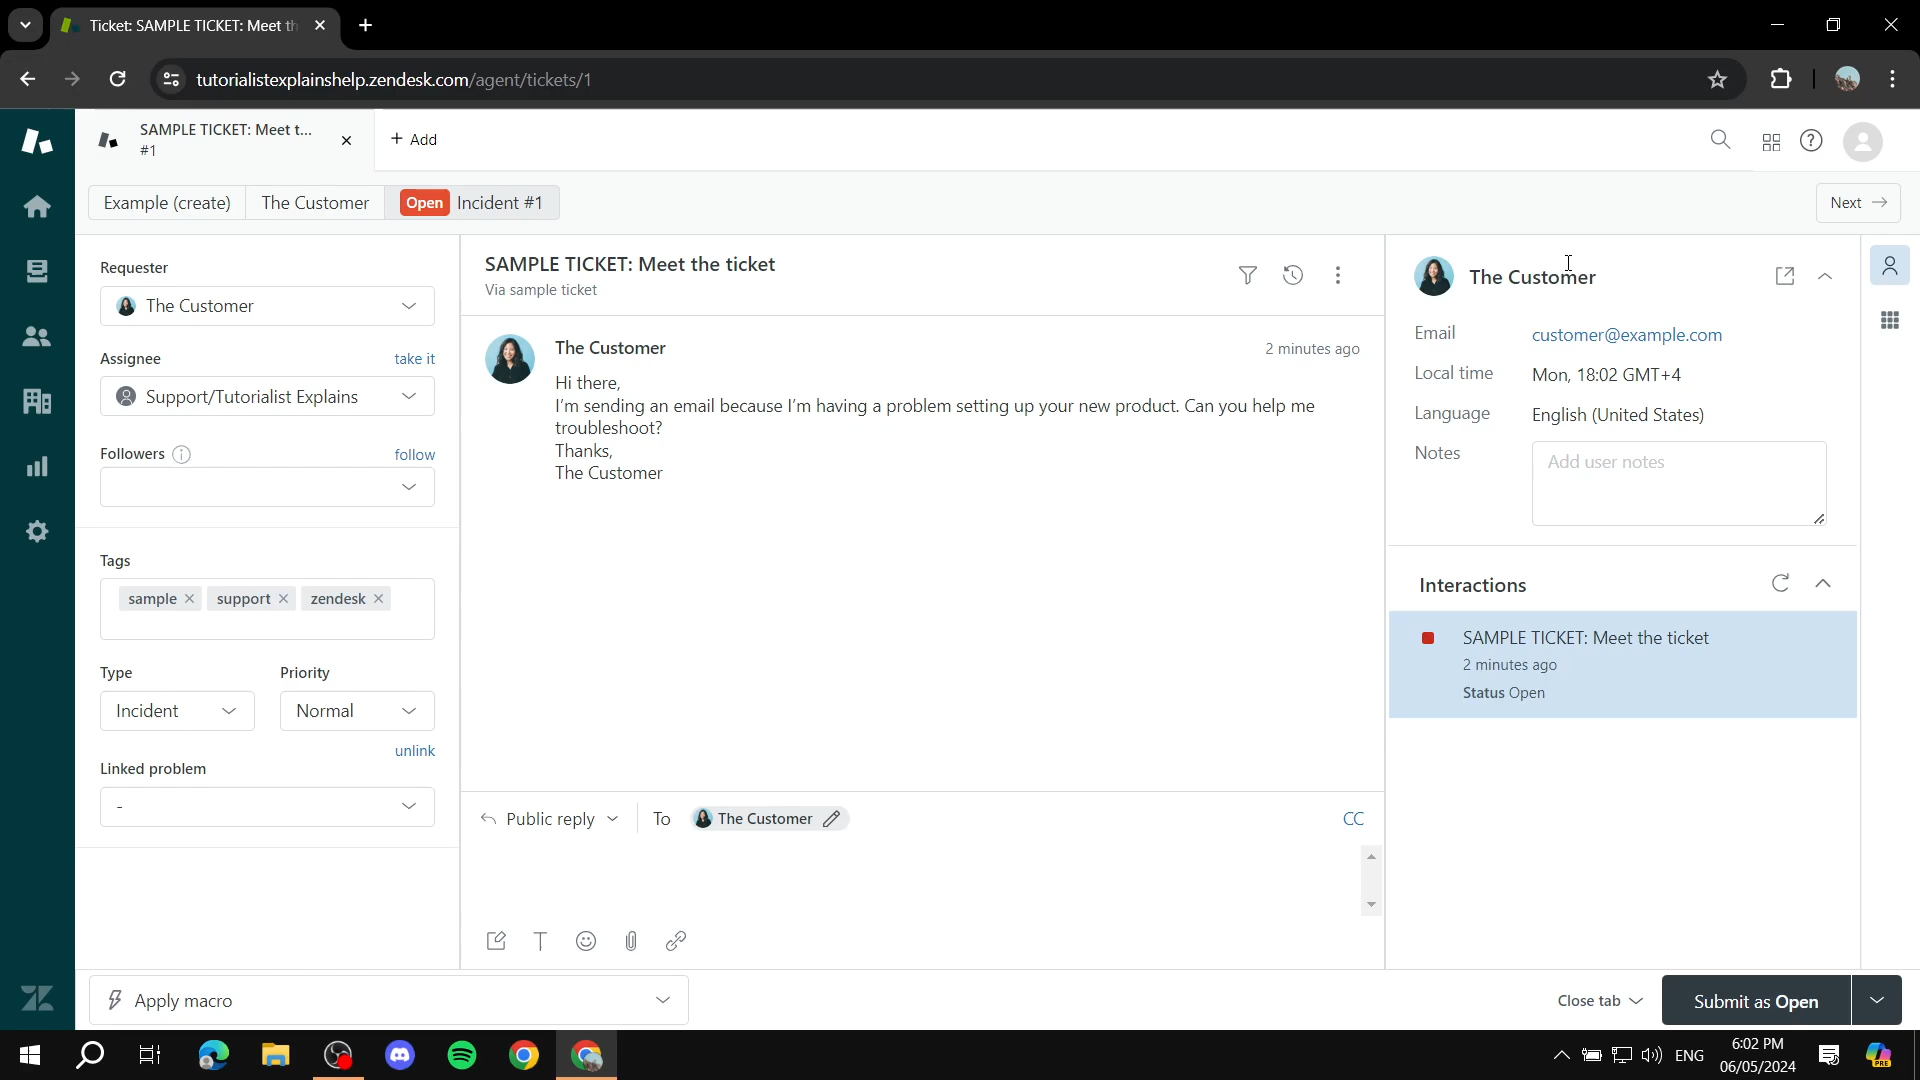 Ticket: SAMPLE TICKET: Meet th
tutorialistexplainshelp.zendesk.com/agent/tickets/1
SAMPLE TICKET: Meet t...
#1
+ Add
Example (create)
The Customer
Open Incident #1
Next
Requester
The Customer
Assignee
take it
Support/Tutorialist Explains
Followers
follow
Tags
sample
support
zendesk
Type
Priority
Incident
Normal
unlink
Linked problem
-
SAMPLE TICKET: Meet the ticket
Via sample ticket
The Customer
2 minutes ago
Hi there,
I'm sending an email because I'm having a problem setting up your new product. Can you help me
troubleshoot?
Thanks,
The Customer
Public reply
To
The Customer
CC
The Customer
Email
customer@example.com
Local time
Mon, 18:02 GMT+4
Language
English (United States)
Notes
Add user notes
Interactions
SAMPLE TICKET: Meet the ticket
2 minutes ago
Status Open
Apply macro
Close tab
Submit as Open
ENG
6:02 PM
06/05/2024
PRE